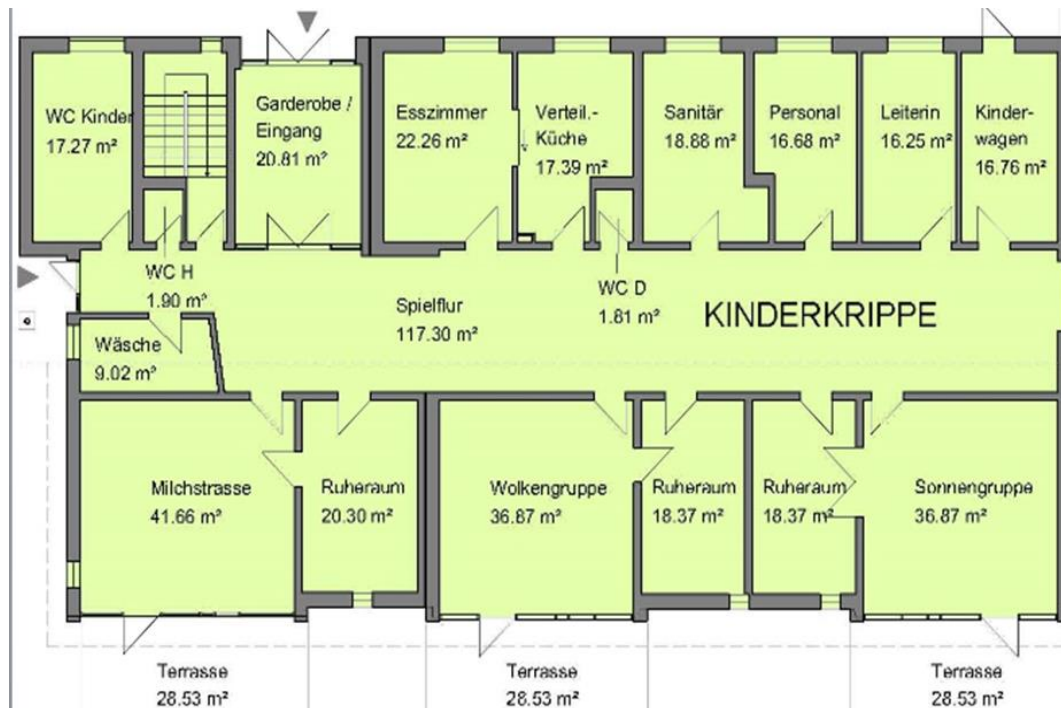 WC Kinder
17.27 m²
Garderobe /
Eingang
20.81 m²
Esszimmer
22.26 m²
Verteil.-
Küche
17.39 m²
Sanitär
18.88 m²
Personal
16.68 m²
Leiterin
16.25 m²
Kinder-
wagen
16.76 m²
WC H
1.90 m²
Spielflur
117.30 m²
WC D
1.81 m²
KINDERKRIPPE
Wäsche
9.02 m²
Milchstrasse
41.66 m²
Ruheraum
20.30 m²
Wolkengruppe
36.87 m²
Ruheraum
18.37 m²
Ruheraum
18.37 m²
Sonnengruppe
36.87 m²
Terrasse
28.53 m²
Terrasse
28.53 m²
Terrasse
28.53 m²